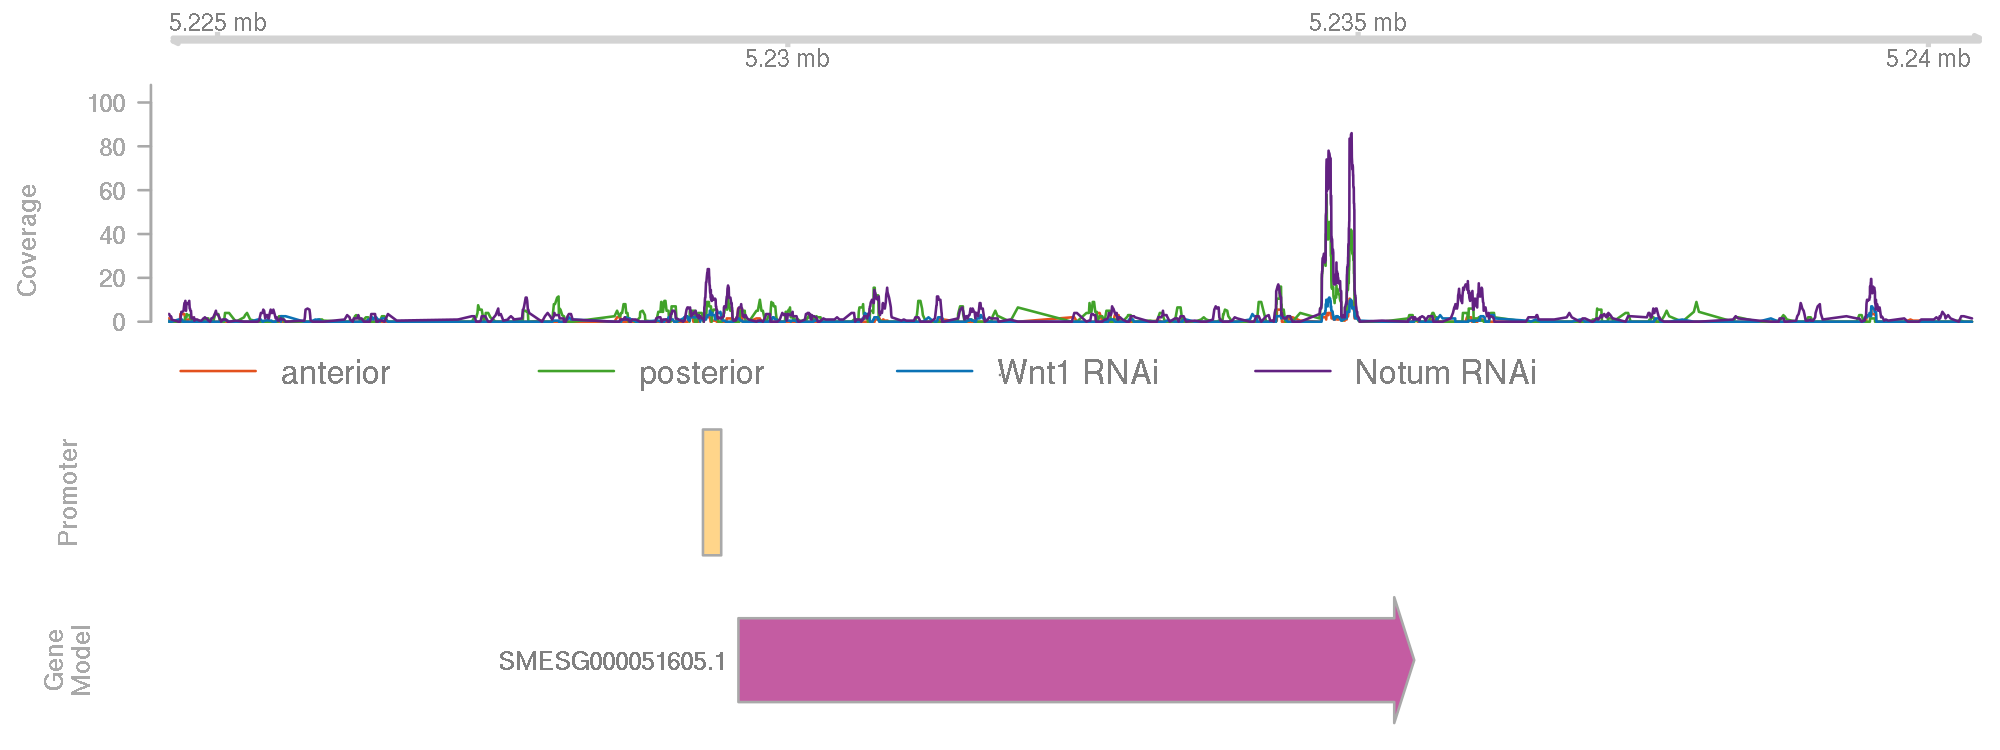 5.225 mb
5.235 mb
5.23 mb
5.24 mb
Coverage
100
80
60
40
20
0
anterior
posterior
Wnt1 RNAi
Notum RNAi
Promoter
Gene
Model
SMESG000051605.1